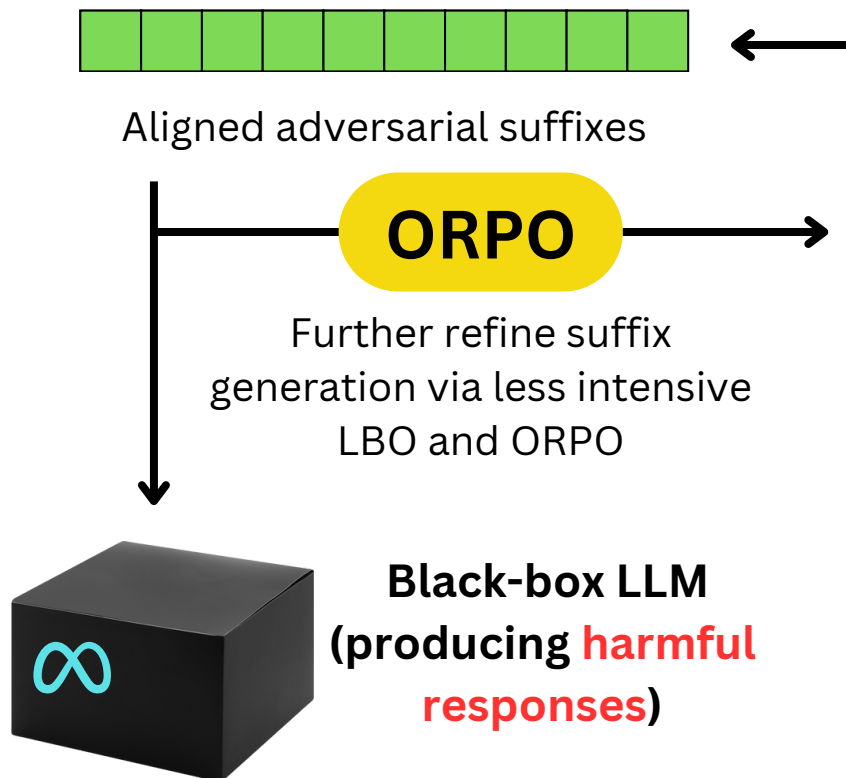 Aligned adversarial suffixes
ORPO
Further refine suffix
generation via less intensive
LBO and ORPO
Black-box LLM
(producing harmful
responses)